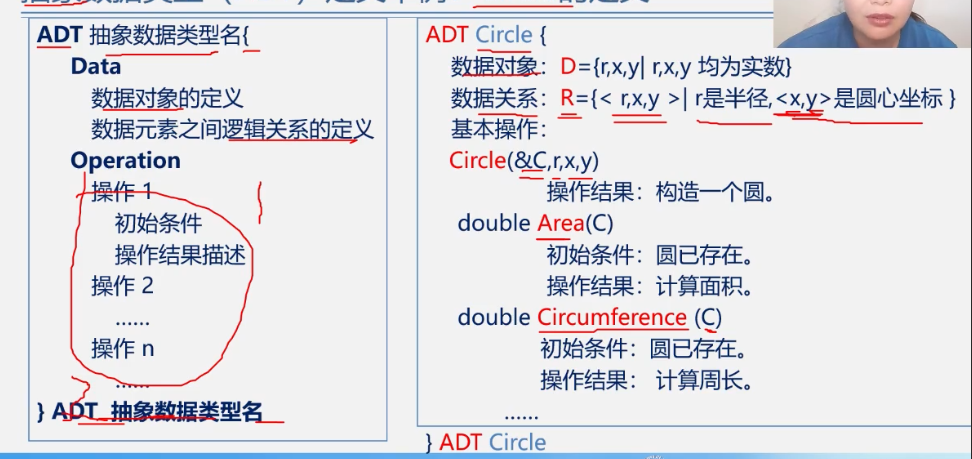 ADT 抽象数据类型名{
Data
数据对象的定义
数据元素之间逻辑关系的定义
Operation
操作 1
初始条件
操作结果描述
操作 2
......
操作 n
......
} ADT 抽象数据类型名
ADT Circle {
数据对象：D={r,x,y| r,x,y 均为实数}
数据关系：R={< r,x,y >| r是半径,<x,y>是圆心坐标 }
基本操作：
Circle(&C,r,x,y)
操作结果：构造一个圆。
double Area(C)
初始条件：圆已存在。
操作结果：计算面积。
double Circumference (C)
初始条件：圆已存在。
操作结果： 计算周长。
......
} ADT Circle